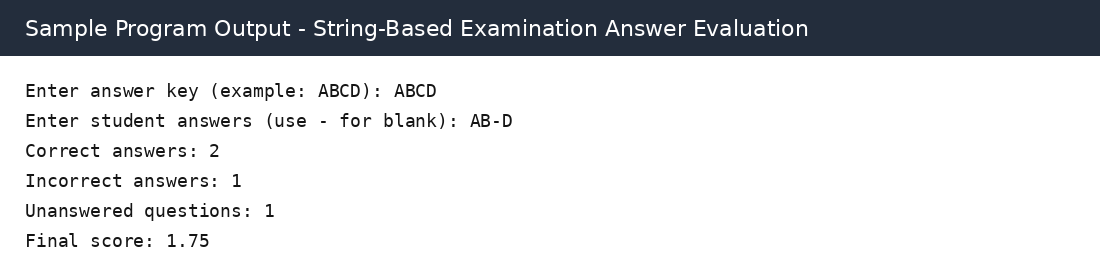 Sample Program Output - String-Based Examination Answer Evaluation
Enter answer key (example: ABCD): ABCD
Enter student answers (use - for blank): AB-D
Correct answers: 2
Incorrect answers: 1
Unanswered questions: 1
Final score: 1.75